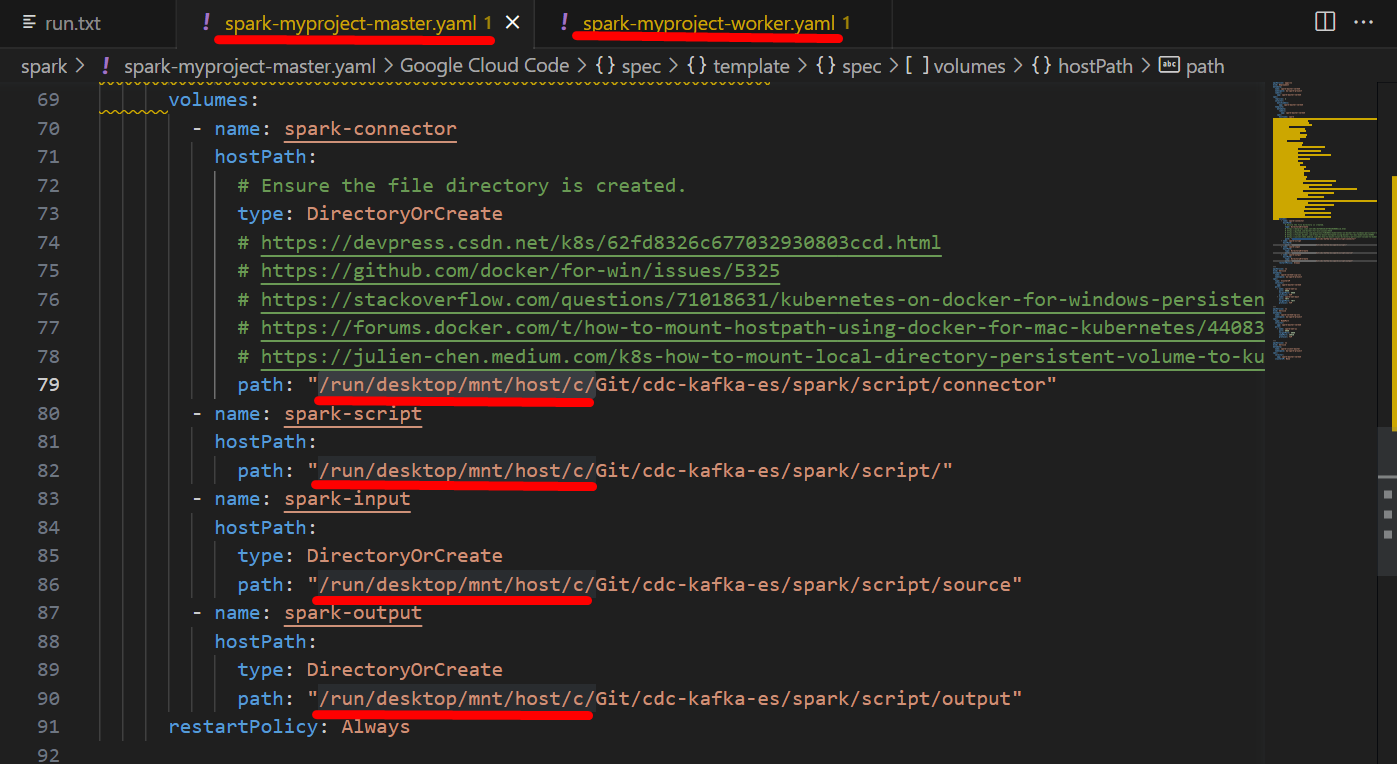 run.txt
! spark-myproject-master.yaml 1 ×
! spark-myproject-worker.yaml 1
spark > ! spark-myproject-master.yaml > Google Cloud Code > {} spec > {} template > {} spec > [ ] volumes > {} hostPath > abc path
69 volumes:
70 - name: spark-connector
71 hostPath:
72 # Ensure the file directory is created.
73 type: DirectoryOrCreate
74 # https://devpress.csdn.net/k8s/62fd8326c677032930803ccd.html
75 # https://github.com/docker/for-win/issues/5325
76 # https://stackoverflow.com/questions/71018631/kubernetes-on-docker-for-windows-persisten
77 # https://forums.docker.com/t/how-to-mount-hostpath-using-docker-for-mac-kubernetes/44083
78 # https://julien-chen.medium.com/k8s-how-to-mount-local-directory-persistent-volume-to-ku
79 path: "/run/desktop/mnt/host/c/Git/cdc-kafka-es/spark/script/connector"
80 - name: spark-script
81 hostPath:
82 path: "/run/desktop/mnt/host/c/Git/cdc-kafka-es/spark/script/"
83 - name: spark-input
84 hostPath:
85 type: DirectoryOrCreate
86 path: "/run/desktop/mnt/host/c/Git/cdc-kafka-es/spark/script/source"
87 - name: spark-output
88 hostPath:
89 type: DirectoryOrCreate
90 path: "/run/desktop/mnt/host/c/Git/cdc-kafka-es/spark/script/output"
91 restartPolicy: Always
92